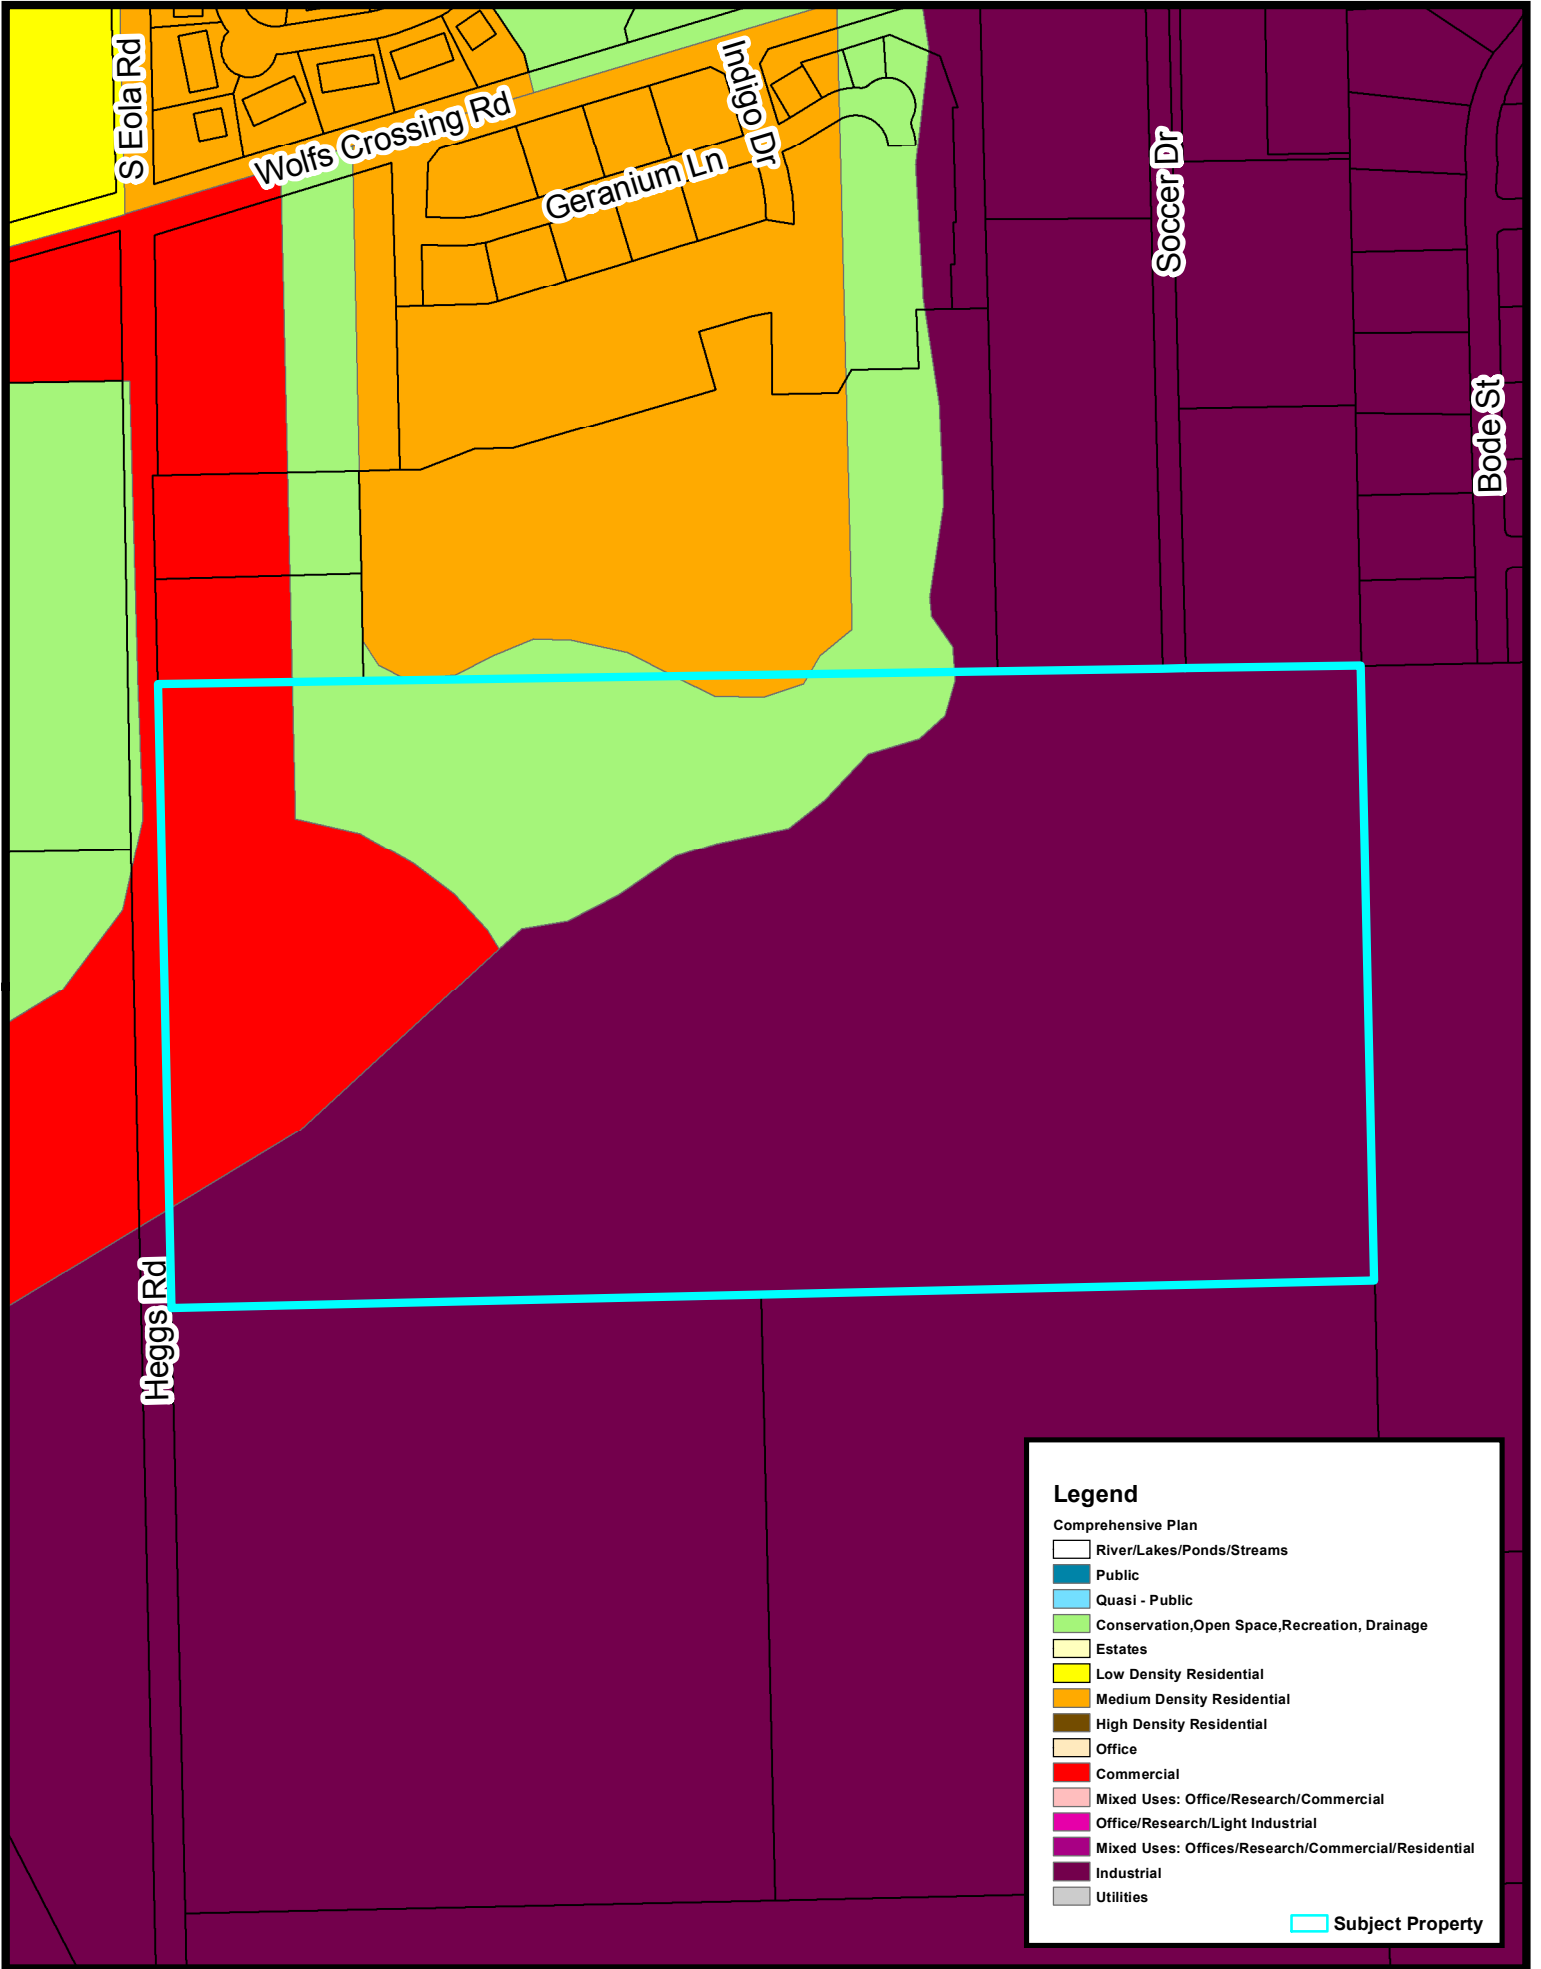 S Eola Rd
Wolfs Crossing Rd
Indigo Dr
Geranium Ln
Soccer Dr
Bode St
Heggs Rd
Legend
Comprehensive Plan
River/Lakes/Ponds/Streams
Public
Quasi - Public
Conservation,Open Space,Recreation, Drainage
Estates
Low Density Residential
Medium Density Residential
High Density Residential
Office
Commercial
Mixed Uses: Office/Research/Commercial
Office/Research/Light Industrial
Mixed Uses: Offices/Research/Commercial/Residential
Industrial
Utilities
Subject Property